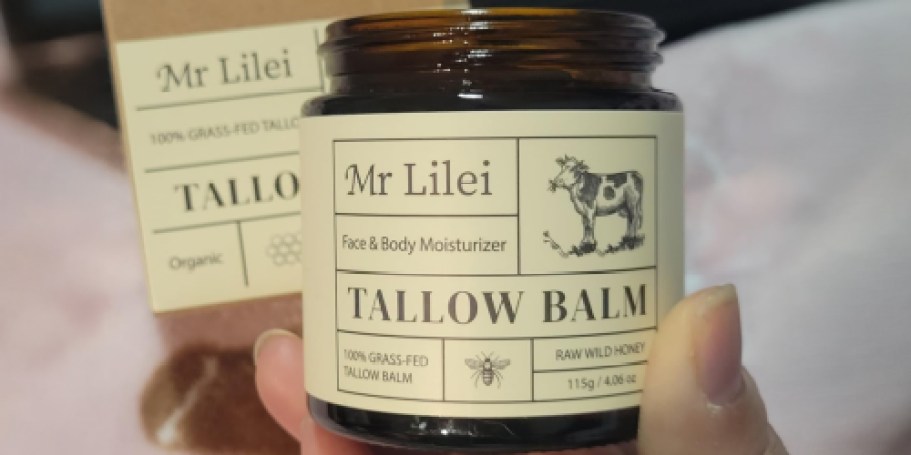 Mr Lilei
100% GRASS-FED
TALLO
Organic
Mr Lilei
Face & Body Moisturizer
TALLOW BALM
100% GRASS-FED
TALLOW BALM
RAW WILD HONEY
115g / 4.06 oz